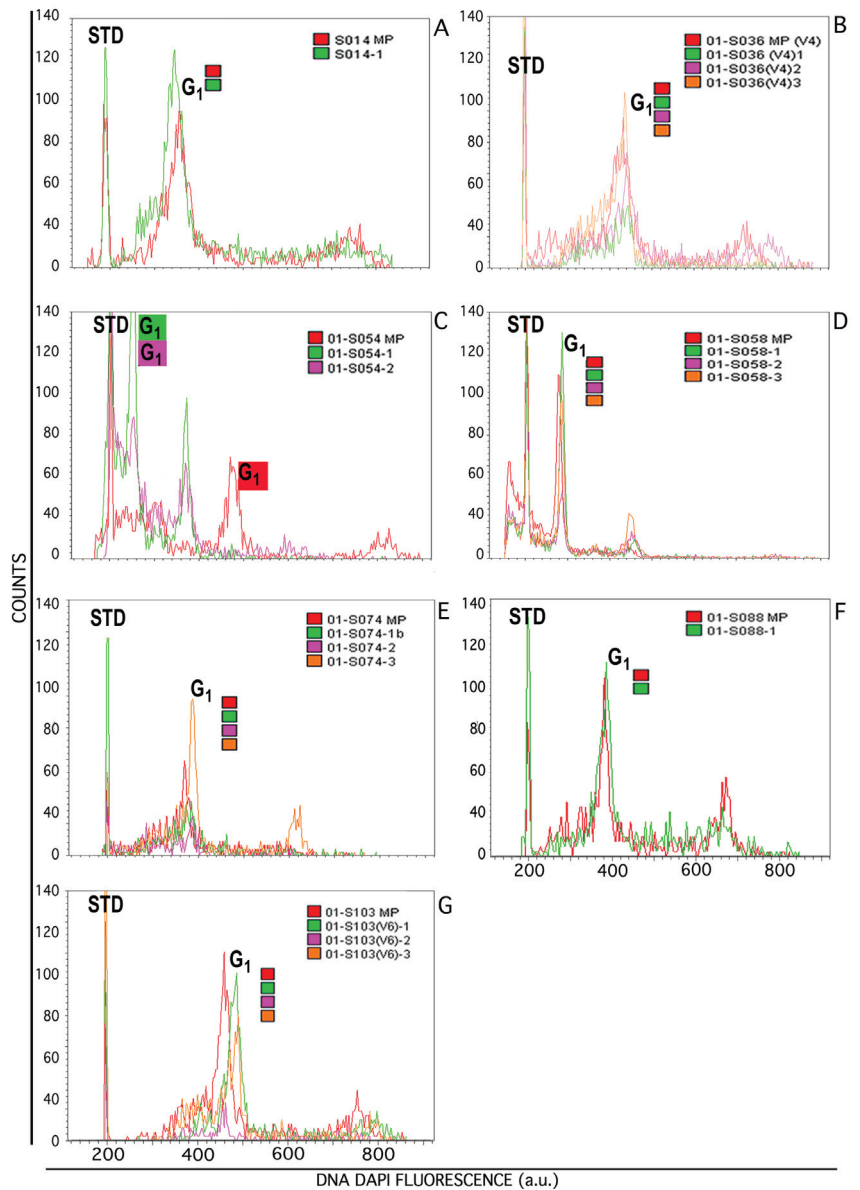 A
STD
S014 MP
S014-1
G1
140
120
100
80
60
40
20
0
B
STD
01-S036 MP (V4)
01-S036 (V4)1
01-S036(V4)2
01-S036(V4)3
G1
140
120
100
80
60
40
20
0
C
STD
G1
G1
01-S054 MP
01-S054-1
01-S054-2
G1
140
120
100
80
60
40
20
0
D
STD
01-S058 MP
01-S058-1
01-S058-2
01-S058-3
G1
140
120
100
80
60
40
20
0
COUNTS
E
STD
01-S074 MP
01-S074-1b
01-S074-2
01-S074-3
G1
140
120
100
80
60
40
20
0
F
STD
01-S088 MP
01-S088-1
G1
140
120
100
80
60
40
20
0
200 400 600 800
G
STD
01-S103 MP
01-S103(V6)-1
01-S103(V6)-2
01-S103(V6)-3
G1
140
120
100
80
60
40
20
0
200 400 600 800
DNA DAPI FLUORESCENCE (a.u.)